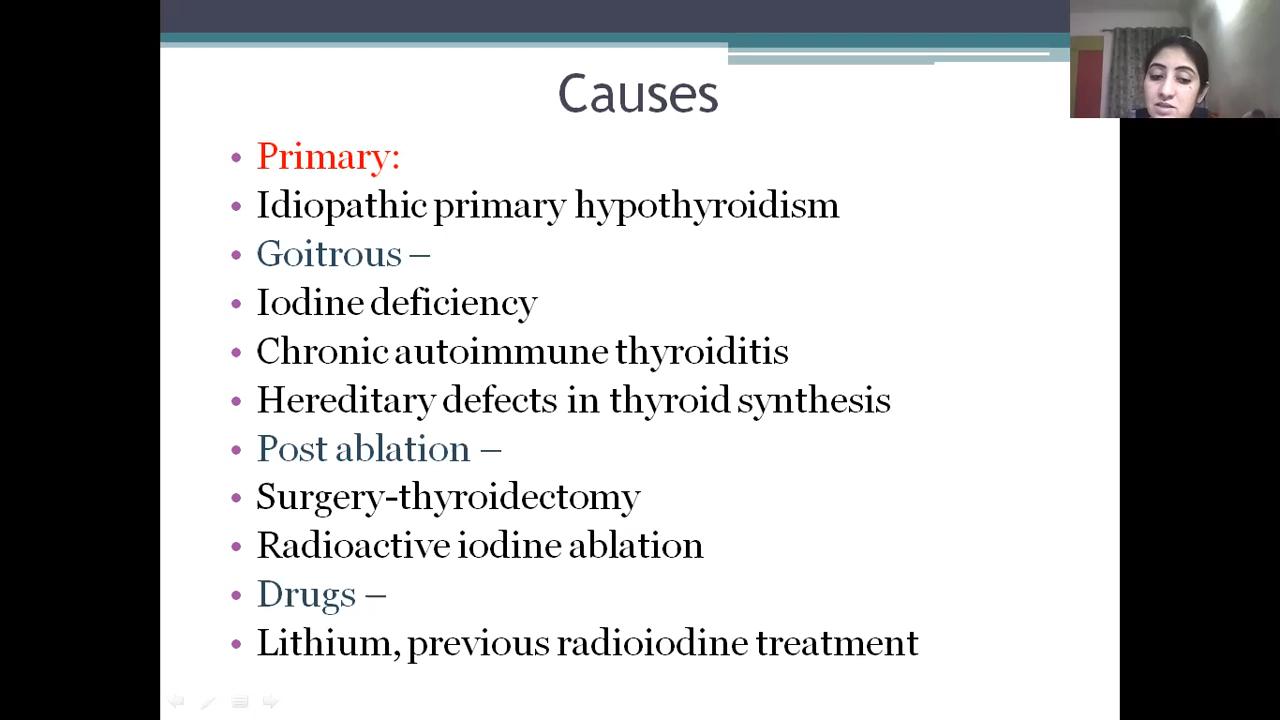 Causes
• Primary:
• Idiopathic primary hypothyroidism
• Goitrous –
• Iodine deficiency
• Chronic autoimmune thyroiditis
• Hereditary defects in thyroid synthesis
• Post ablation –
• Surgery-thyroidectomy
• Radioactive iodine ablation
• Drugs –
• Lithium, previous radioiodine treatment